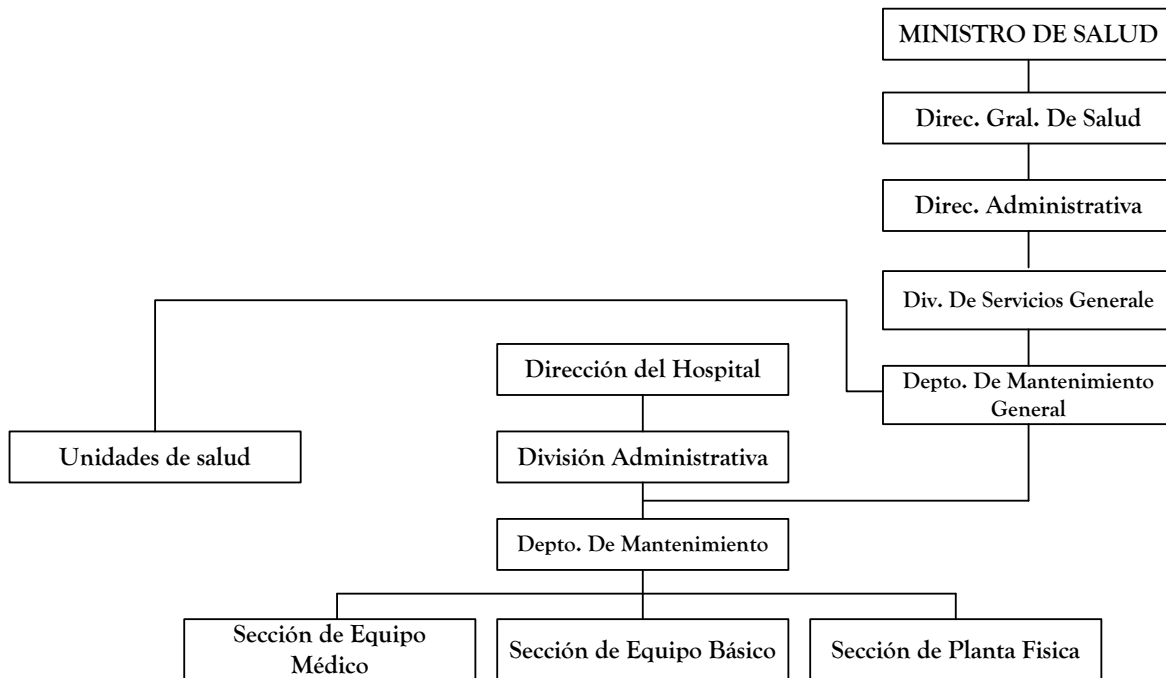 MINISTRO DE SALUD
Direc. Gral. De Salud
Direc. Administrativa
Div. De Servicios Generale
Dirección del Hospital
Depto. De Mantenimiento
General
Unidades de salud
División Administrativa
Depto. De Mantenimiento
Sección de Equipo
Médico
Sección de Equipo Básico
Sección de Planta Fisica